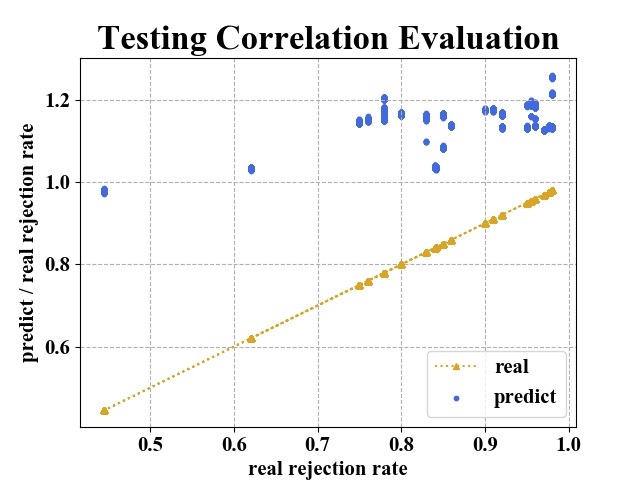 Testing Correlation Evaluation
predict / real rejection rate
1.2
1.0
0.8
0.6
real
predict
0.5 0.6 0.7 0.8 0.9 1.0
real rejection rate